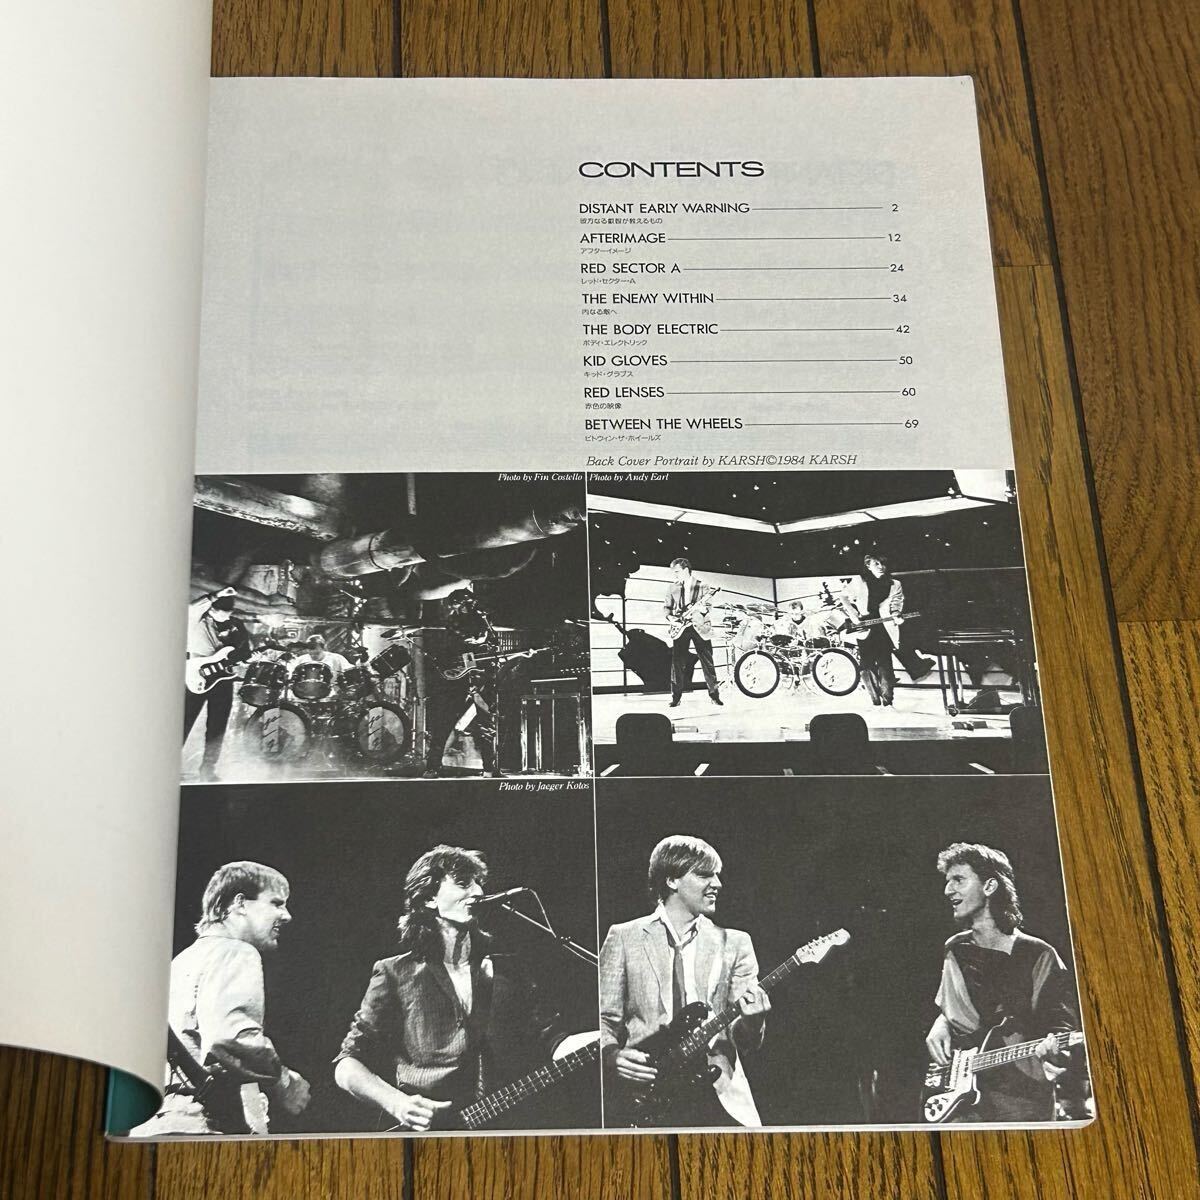 CONTENTS
DISTANT EARLY WARNING 2
彼方なる叡智が教えるもの
AFTERIMAGE 12
アフターイメージ
RED SECTOR A 24
レッド・セクター・A
THE ENEMY WITHIN 34
内なる敵へ
THE BODY ELECTRIC 42
ボディ・エレクトリック
KID GLOVES 50
キッド・グラブス
RED LENSES 60
赤色の映像
BETWEEN THE WHEELS 69
ビトウィン・ザ・ホイールズ
Back Cover Portrait by KARSH©1984 KARSH
Photo by Fin Costello
Photo by Andy Earl
Photo by Jaeger Kotos